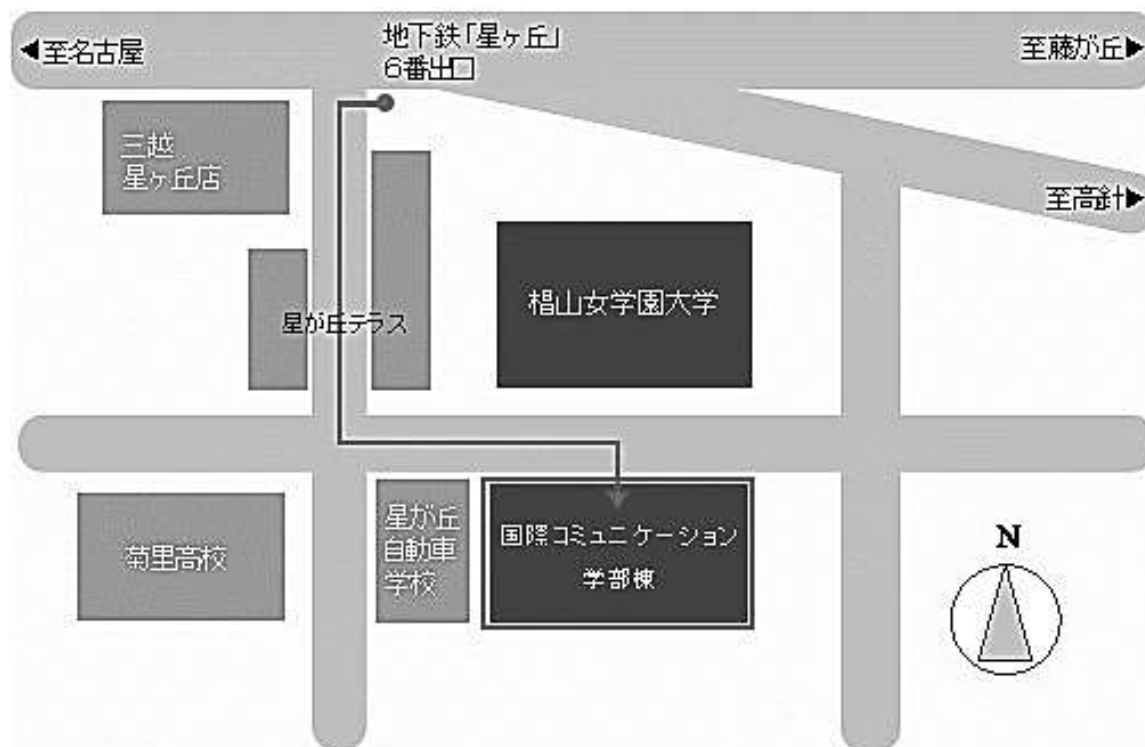 ◀至名古屋
地下鉄「星ヶ丘」
6番出口
至藤が丘▶
三越
星ヶ丘店
至高針▶
椙山女学園大学
星が丘テラス
菊里高校
星が丘
自動車
学校
国際コミュニケーション
学部棟
N